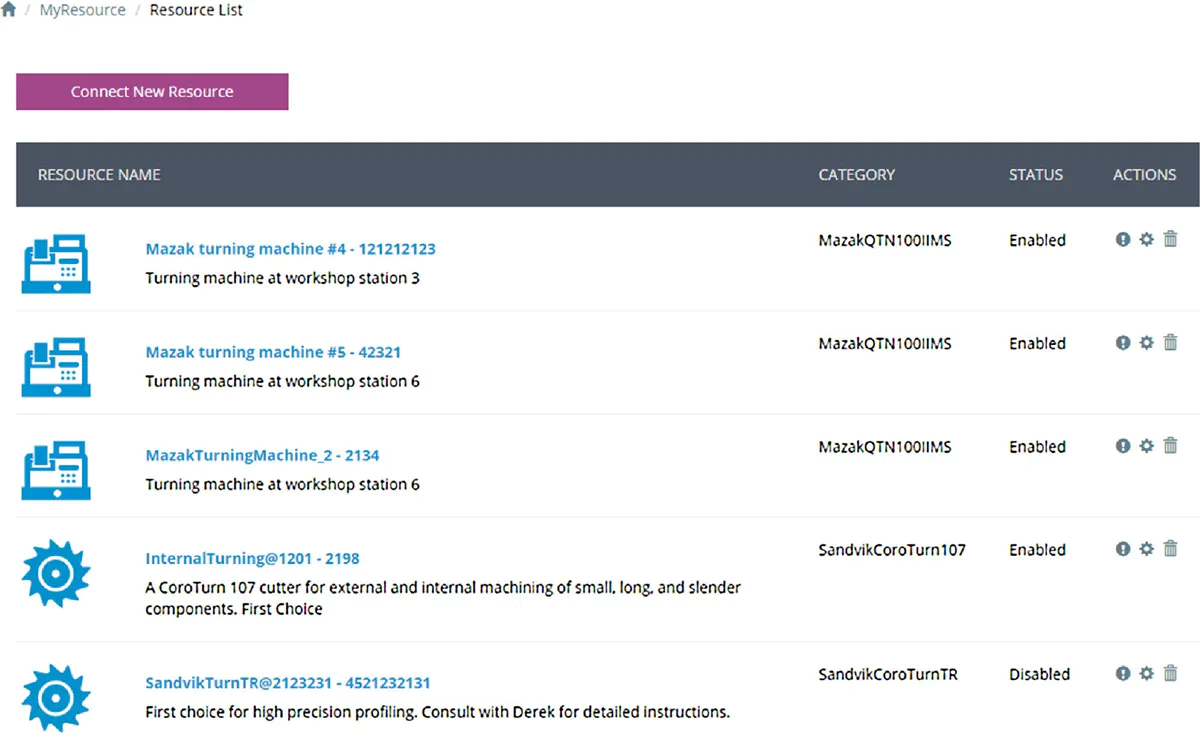 / MyResource / Resource List
Connect New Resource
RESOURCE NAME CATEGORY STATUS ACTIONS
Mazak turning machine #4 - 121212123 MazakQTN100IIMS Enabled
Turning machine at workshop station 3
Mazak turning machine #5 - 42321 MazakQTN100IIMS Enabled
Turning machine at workshop station 6
MazakTurningMachine_2 - 2134 MazakQTN100IIMS Enabled
Turning machine at workshop station 6
InternalTurning@1201 - 2198 SandvikCoroTurn107 Enabled
A CoroTurn 107 cutter for external and internal machining of small, long, and slender
components. First Choice
SandvikTurnTR@2123231 - 4521232131 SandvikCoroTurnTR Disabled
First choice for high precision profiling. Consult with Derek for detailed instructions.